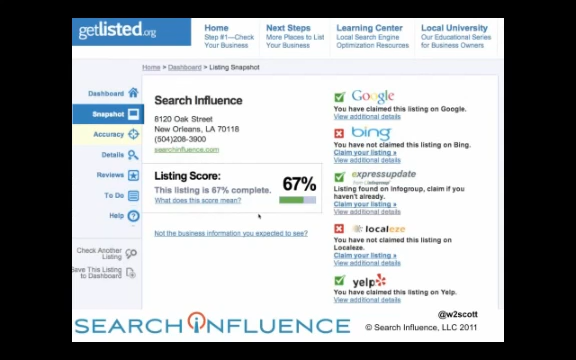 getlisted.org
Home
Step #1—Check
Your Business
Next Steps
More Places to List
Your Business
Learning Center
Local Search Engine
Optimization Resources
Local University
Our Educational Series
for Business Owners
Home > Dashboard > Listing Snapshot
Dashboard
Snapshot
Accuracy
Details
Reviews
To Do
Help
Check Another
Listing
Save This Listing
to Dashboard
Search Influence
8120 Oak Street
New Orleans, LA 70118
(504)208-3900
searchinfluence.com
Listing Score:
This listing is 67% complete.
What does this score mean?
67%
Not the business information you expected to see?
Google
You have claimed this listing on Google.
View additional details
bing
You have not claimed this listing on Bing.
Claim your listing »
View additional details
expressupdate
Listing found on infogroup, claim if you
haven't already.
Claim your listing »
View additional details
localeze
You have not claimed this listing on
Localeze.
Claim your listing »
View additional details
yelp
You have claimed this listing on Yelp.
View additional details
SEARCH INFLUENCE
@w2scott
© Search Influence, LLC 2011